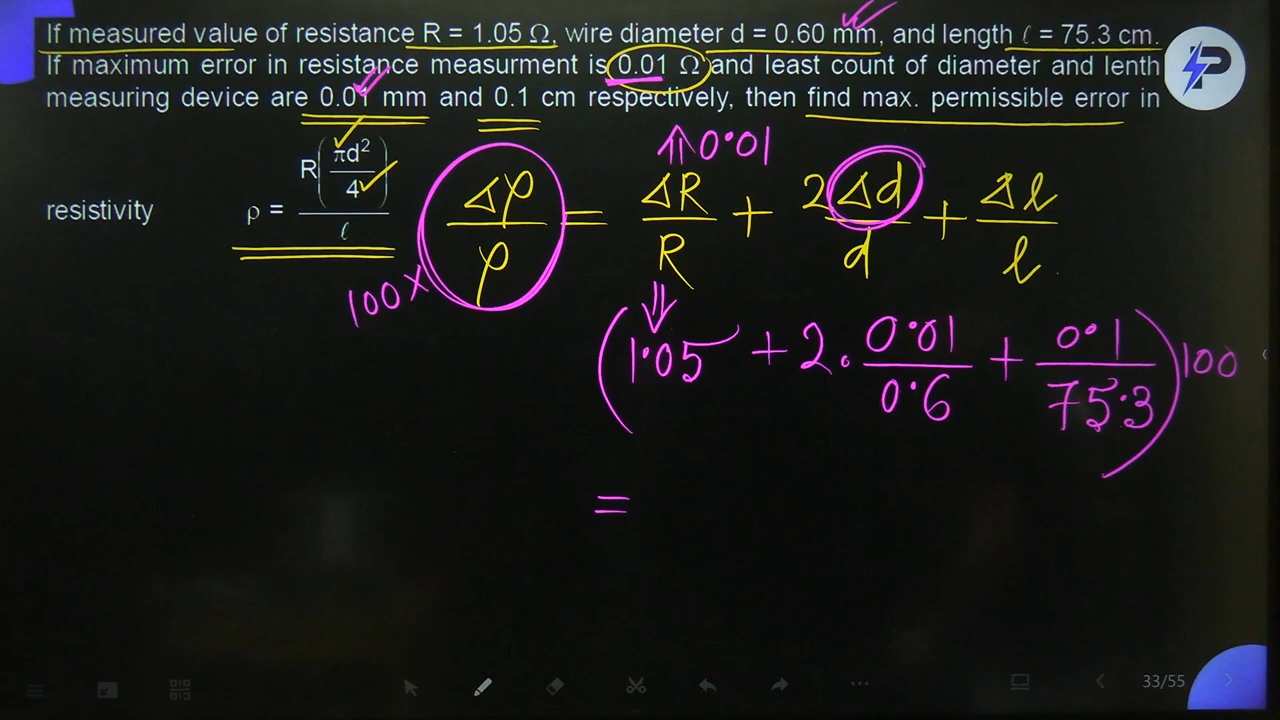 If measured value of resistance R = 1.05 Ω, wire diameter d = 0.60 mm, and length ℓ = 75.3 cm.
If maximum error in resistance measurment is 0.01 Ω and least count of diameter and lenth
measuring device are 0.01 mm and 0.1 cm respectively, then find max. permissible error in
resistivity ρ = R(πd²/4)/ℓ
⇑ 0.01
100 × Δρ/ρ = ΔR/R + 2Δd/d + Δℓ/ℓ
⇓
(1.05 + 2. 0.01/0.6 + 0.1/75.3) 100
=
P
33/55